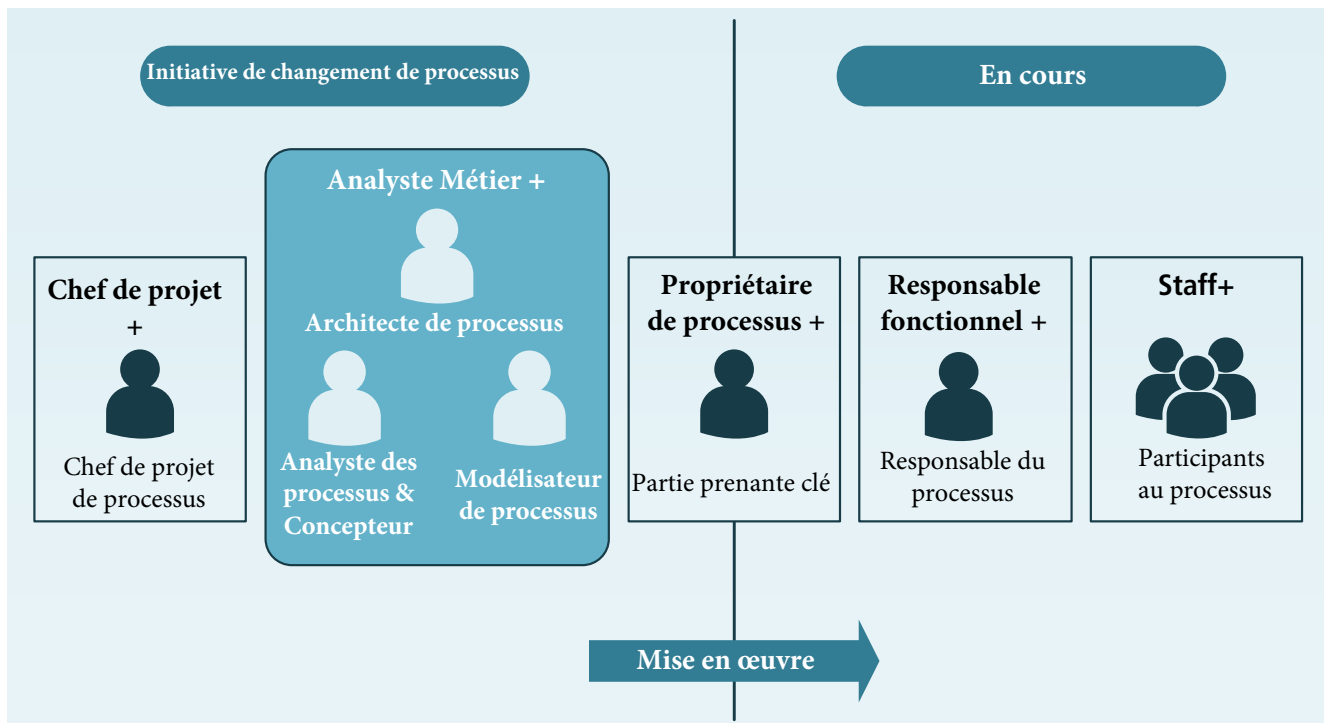 Initiative de changement de processus
En cours
Chef de projet
+
Chef de projet
de processus
Analyste Métier +
Architecte de processus
Analyste des
processus &
Concepteur
Modélisateur
de processus
Propriétaire
de processus +
Partie prenante clé
Responsable
fonctionnel +
Responsable du
processus
Staff+
Participants
au processus
Mise en œuvre